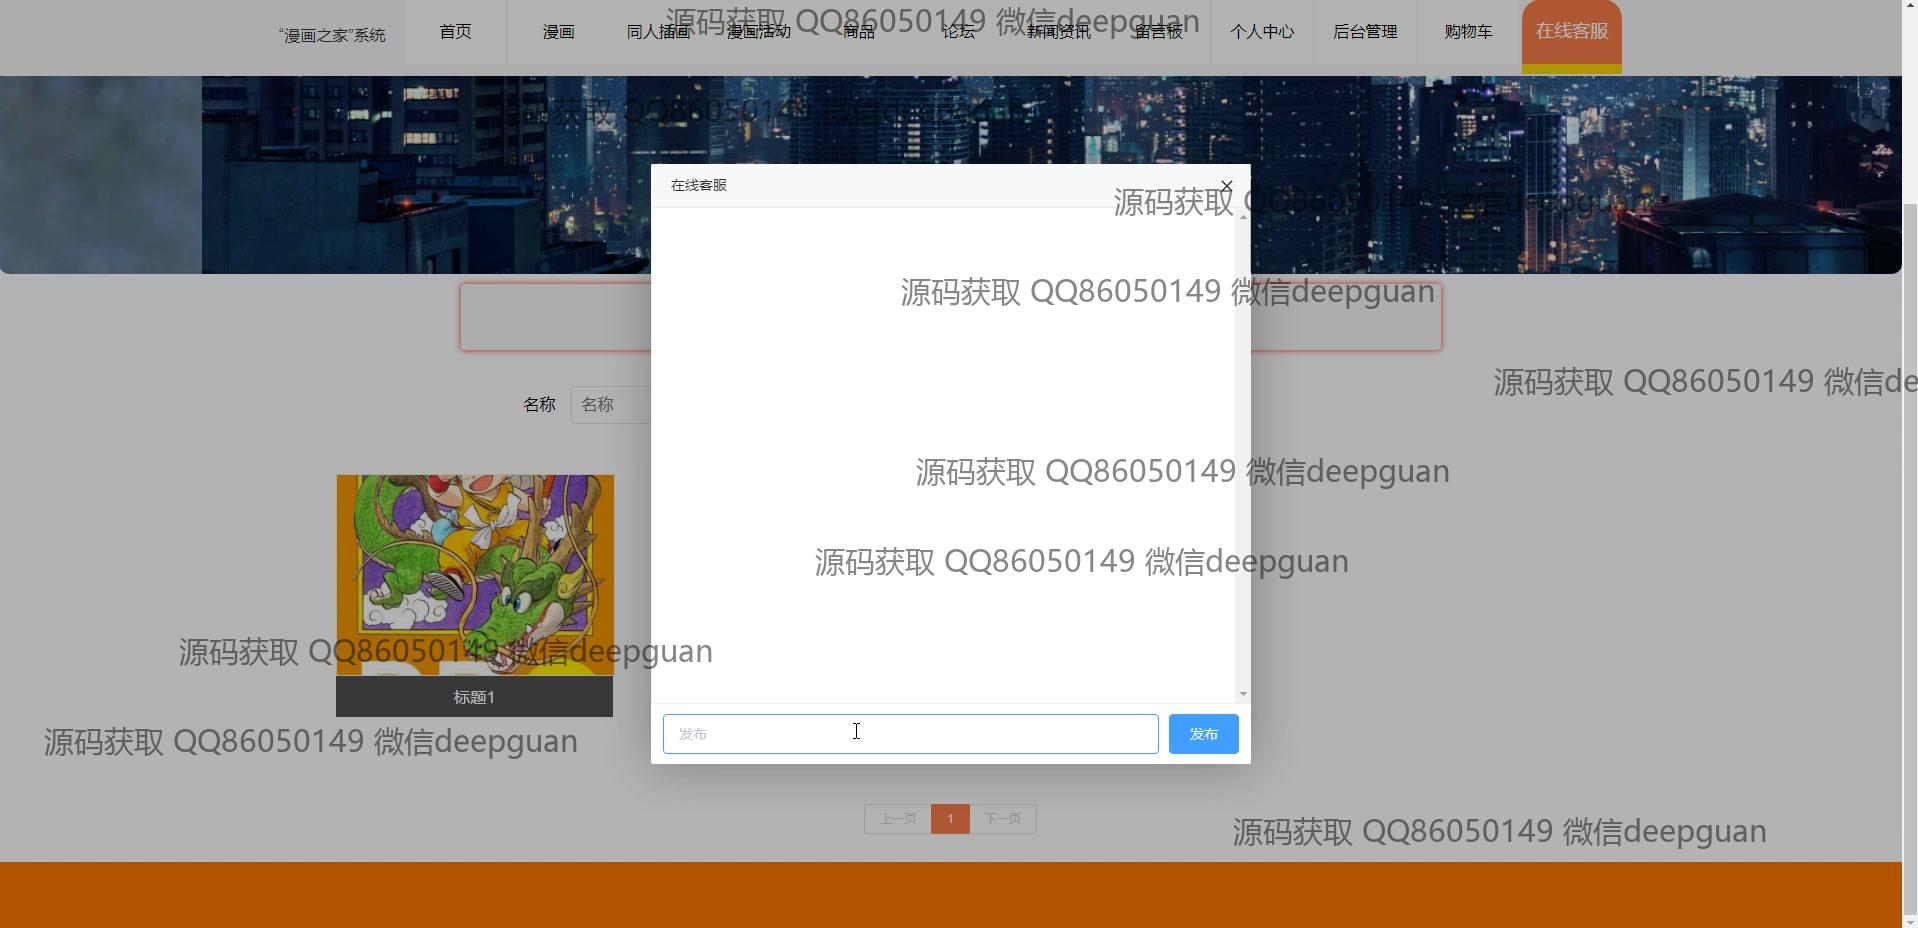 “漫画之家”系统
首页
漫画
同人插画
漫画活动
商品
论坛
新闻资讯
留言板
个人中心
后台管理
购物车
在线客服
源码获取 QQ86050149 微信deepguan
源码获取 QQ86050149 微信deepguan
在线客服
源码获取 QQ86050149 微信deepguan
源码获取 QQ86050149 微信deepguan
源码获取 QQ86050149 微信de
名称
名称
源码获取 QQ86050149 微信deepguan
源码获取 QQ86050149 微信deepguan
源码获取 QQ86050149 微信deepguan
标题1
源码获取 QQ86050149 微信deepguan
发布
发布
上一页
1
下一页
源码获取 QQ86050149 微信deepguan